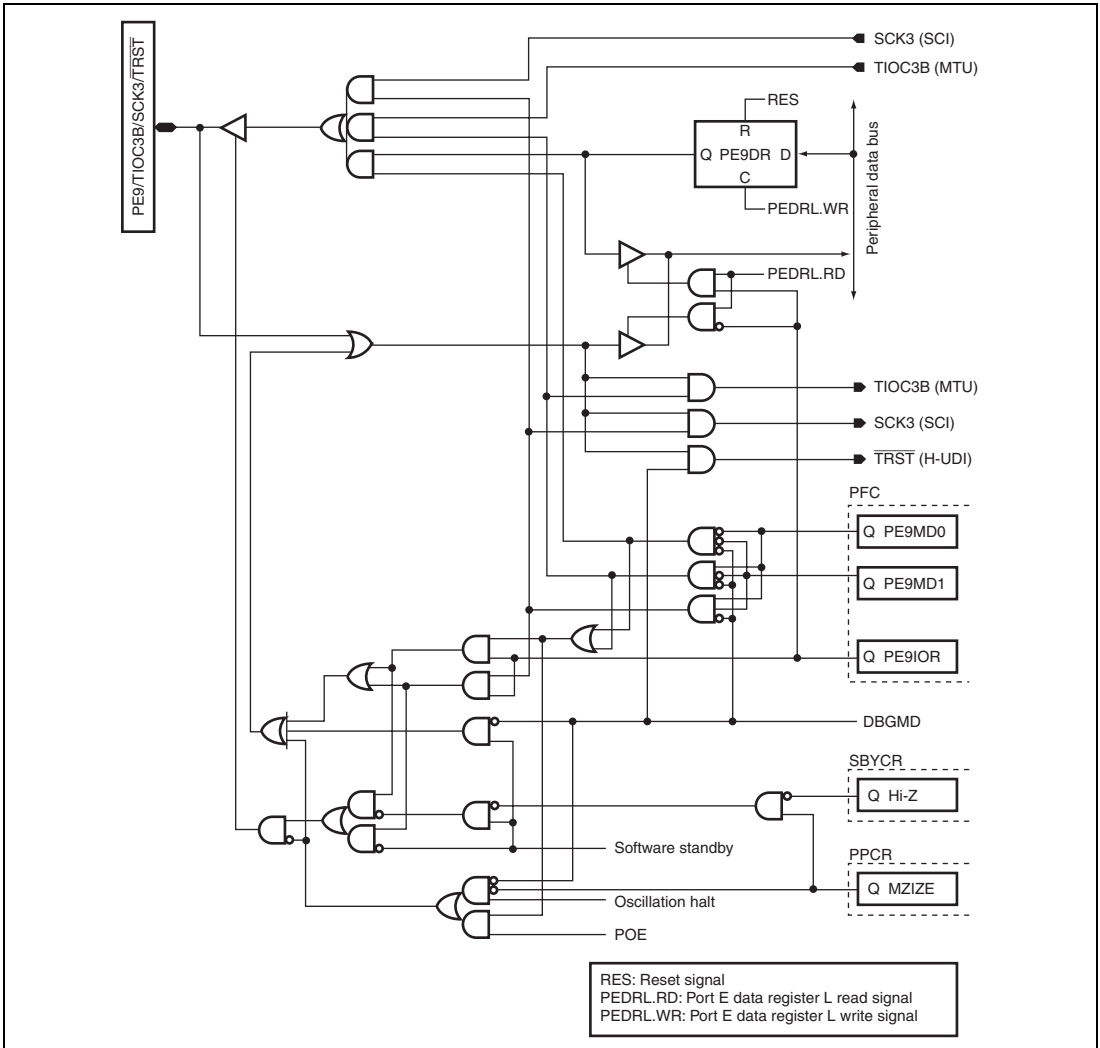 PE9/TIOC3B/SCK3/T̅R̅S̅T̅
SCK3 (SCI)
TIOC3B (MTU)
RES
R
Q PE9DR D
C
PEDRL.WR
Peripheral data bus
PEDRL.RD
TIOC3B (MTU)
SCK3 (SCI)
T̅R̅S̅T̅ (H-UDI)
PFC
Q PE9MD0
Q PE9MD1
Q PE9IOR
DBGMD
SBYCR
Q Hi-Z
Software standby
PPCR
Q MZIZE
Oscillation halt
POE
RES: Reset signal
PEDRL.RD: Port E data register L read signal
PEDRL.WR: Port E data register L write signal